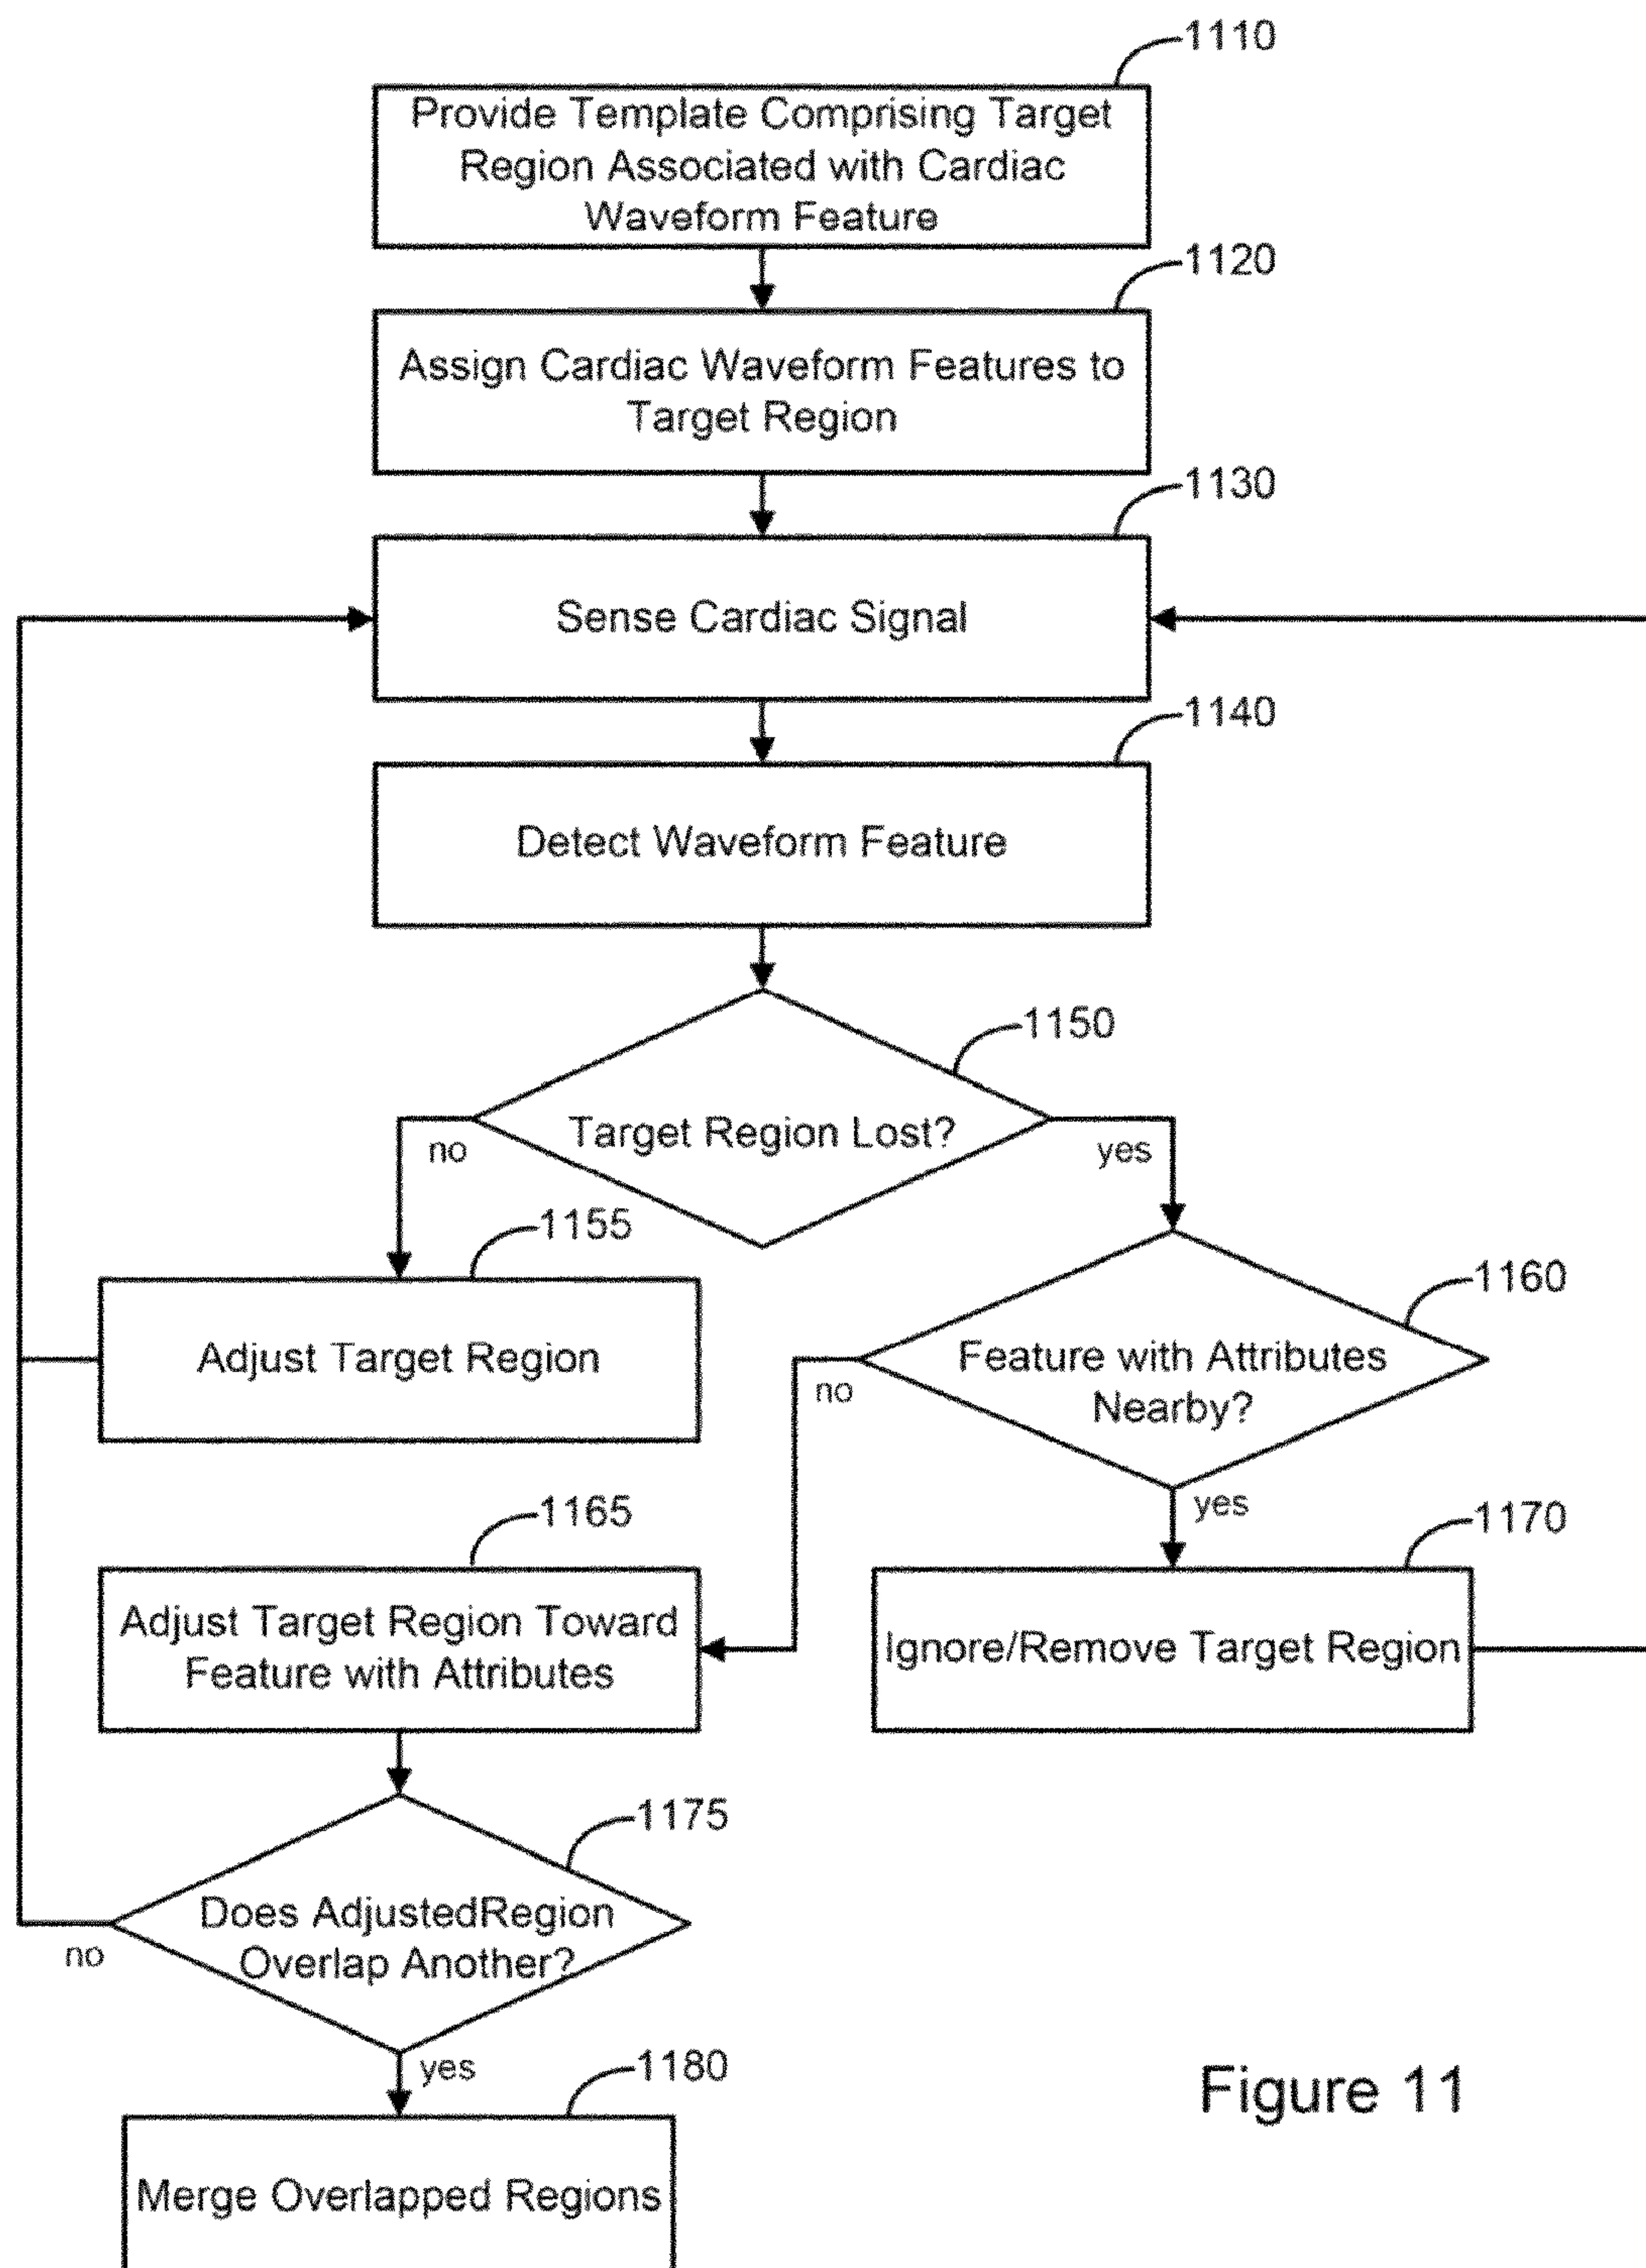 1110
Provide Template Comprising Target
Region Associated with Cardiac
Waveform Feature
1120
Assign Cardiac Waveform Features to
Target Region
1130
Sense Cardiac Signal
1140
Detect Waveform Feature
1150
Target Region Lost?
no
yes
1155
Adjust Target Region
1160
Feature with Attributes
Nearby?
no
yes
1165
Adjust Target Region Toward
Feature with Attributes
1170
Ignore/Remove Target Region
1175
Does AdjustedRegion
Overlap Another?
no
yes
1180
Merge Overlapped Regions
Figure 11